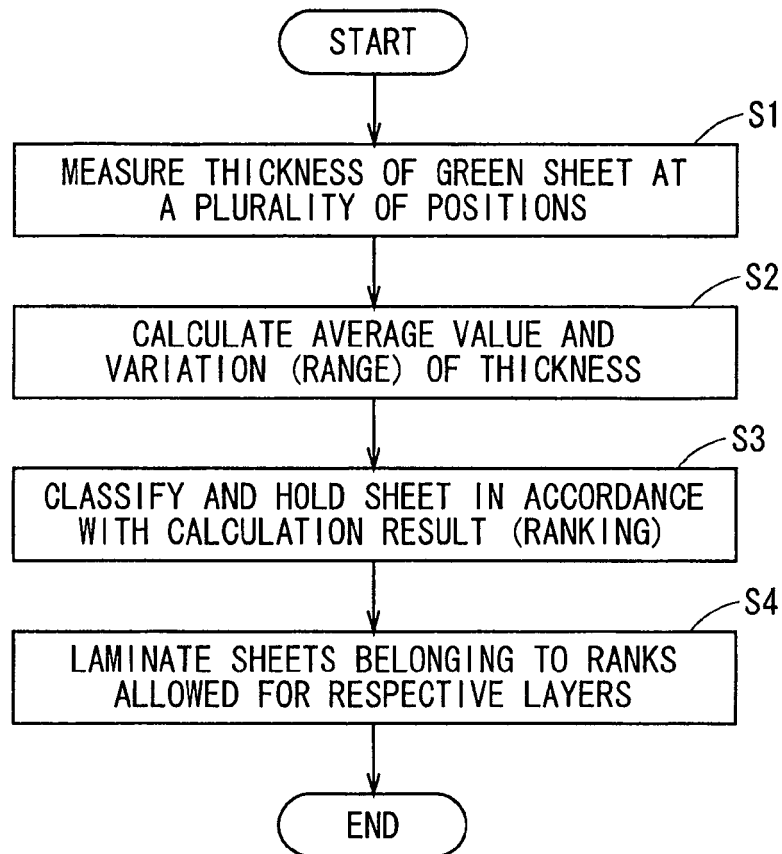 START
S1
MEASURE THICKNESS OF GREEN SHEET AT
A PLURALITY OF POSITIONS
S2
CALCULATE AVERAGE VALUE AND
VARIATION (RANGE) OF THICKNESS
S3
CLASSIFY AND HOLD SHEET IN ACCORDANCE
WITH CALCULATION RESULT (RANKING)
S4
LAMINATE SHEETS BELONGING TO RANKS
ALLOWED FOR RESPECTIVE LAYERS
END